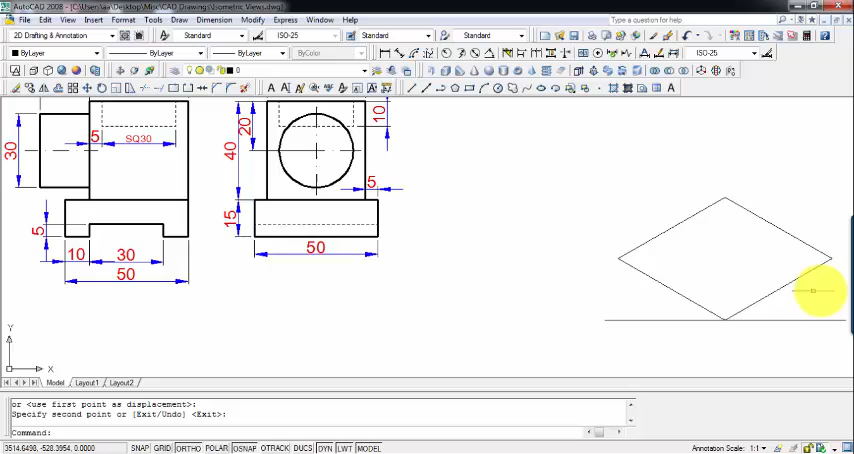 AutoCAD 2008 - [C:\Users\aa\Desktop\Misc\CAD Drawings\Isometric Views.dwg]
File Edit View Insert Format Tools Draw Dimension Modify Express Window Help
Type a question for help
2D Drafting & Annotation
Standard
ISO-25
Standard
Standard
ByLayer
ByLayer
ByLayer
ByColor
ISO-25
0
30
5
SQ30
5
10
30
50
20
40
15
10
5
50
Y
X
Model Layout1 Layout2
or <use first point as displacement>:
Specify second point or [Exit/Undo] <Exit>:
Command:
3514.6498, -528.3954, 0.0000
SNAP GRID ORTHO POLAR OSNAP OTRACK DUCS DYN LWT MODEL
Annotation Scale: 1:1